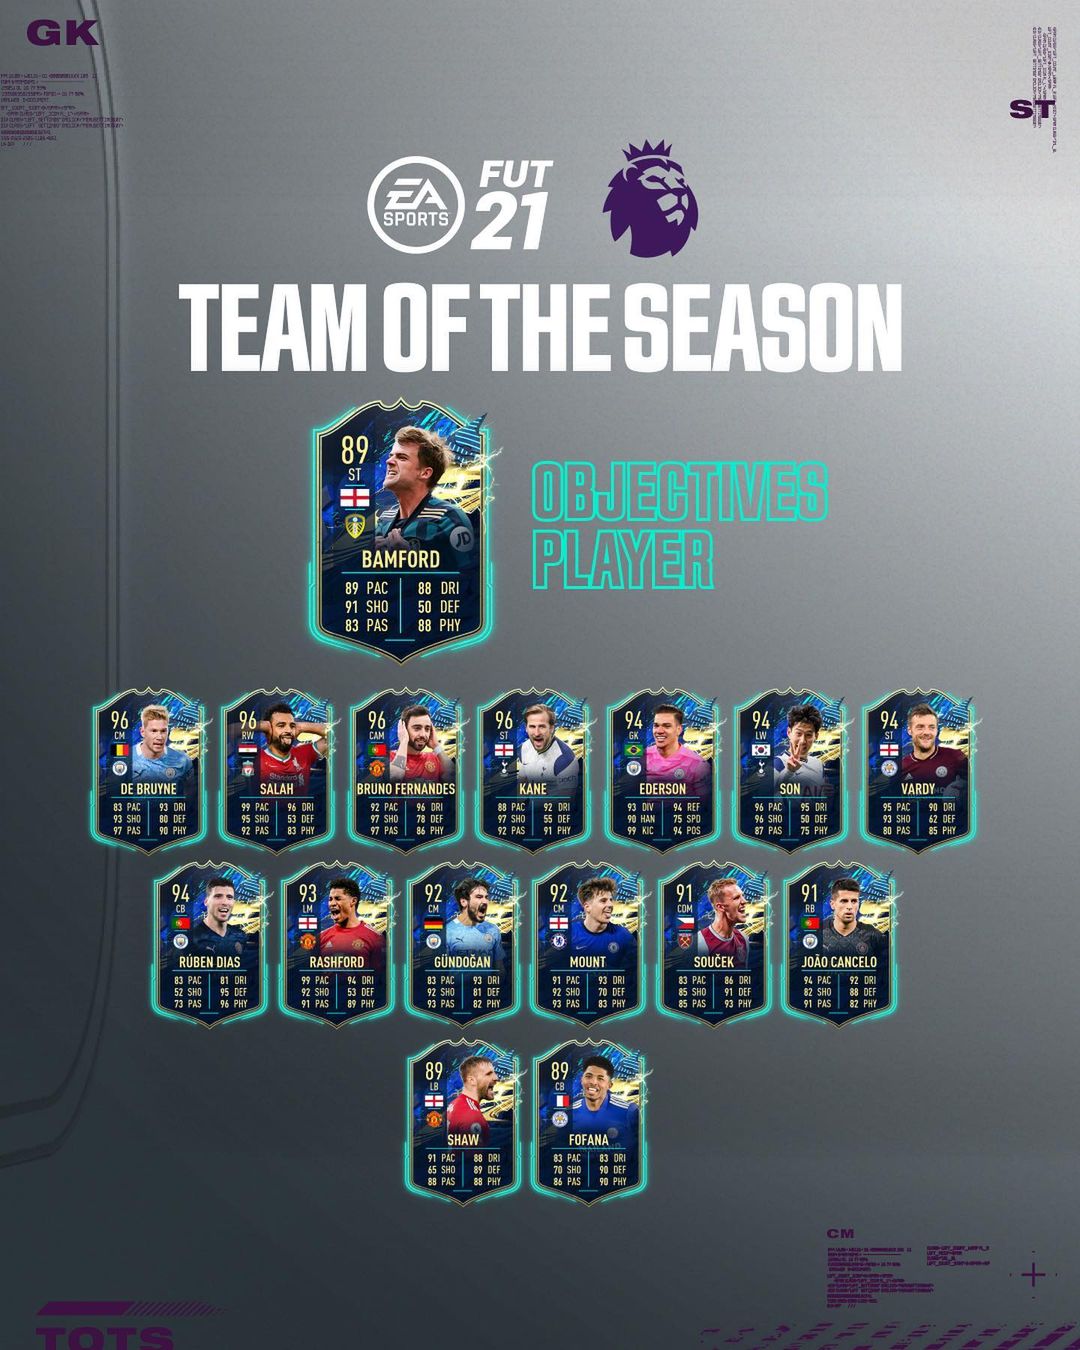 GK
ST
EA
SPORTS
FUT
21
TEAM OF THE SEASON
89
ST
JD
BAMFORD
89 PAC 88 DRI
91 SHO 50 DEF
83 PAS 88 PHY
OBJECTIVES
PLAYER
96
CM
DE BRUYNE
83 PAC 93 DRI
93 SHO 80 DEF
97 PAS 90 PHY
96
RW
SALAH
99 PAC 96 DRI
95 SHO 53 DEF
92 PAS 83 PHY
96
CAM
BRUNO FERNANDES
92 PAC 96 DRI
97 SHO 78 DEF
97 PAS 86 PHY
96
ST
KANE
88 PAC 92 DRI
97 SHO 55 DEF
92 PAS 91 PHY
94
GK
EDERSON
93 DIV 94 REF
90 HAN 75 SPD
99 KIC 94 POS
94
LW
SON
96 PAC 95 DRI
96 SHO 50 DEF
87 PAS 75 PHY
94
ST
VARDY
95 PAC 90 DRI
93 SHO 62 DEF
80 PAS 85 PHY
94
CB
RÚBEN DIAS
83 PAC 81 DRI
52 SHO 95 DEF
73 PAS 96 PHY
93
LM
RASHFORD
99 PAC 94 DRI
92 SHO 53 DEF
91 PAS 89 PHY
92
CM
GÜNDOĞAN
83 PAC 93 DRI
92 SHO 81 DEF
93 PAS 82 PHY
92
CM
MOUNT
91 PAC 93 DRI
92 SHO 70 DEF
93 PAS 83 PHY
91
CDM
SOUČEK
83 PAC 86 DRI
85 SHO 91 DEF
85 PAS 93 PHY
91
RB
JOÃO CANCELO
94 PAC 92 DRI
82 SHO 88 DEF
91 PAS 82 PHY
89
LB
SHAW
91 PAC 88 DRI
65 SHO 89 DEF
88 PAS 88 PHY
89
CB
FOFANA
83 PAC 83 DRI
70 SHO 90 DEF
86 PAS 90 PHY
CM
TOTS